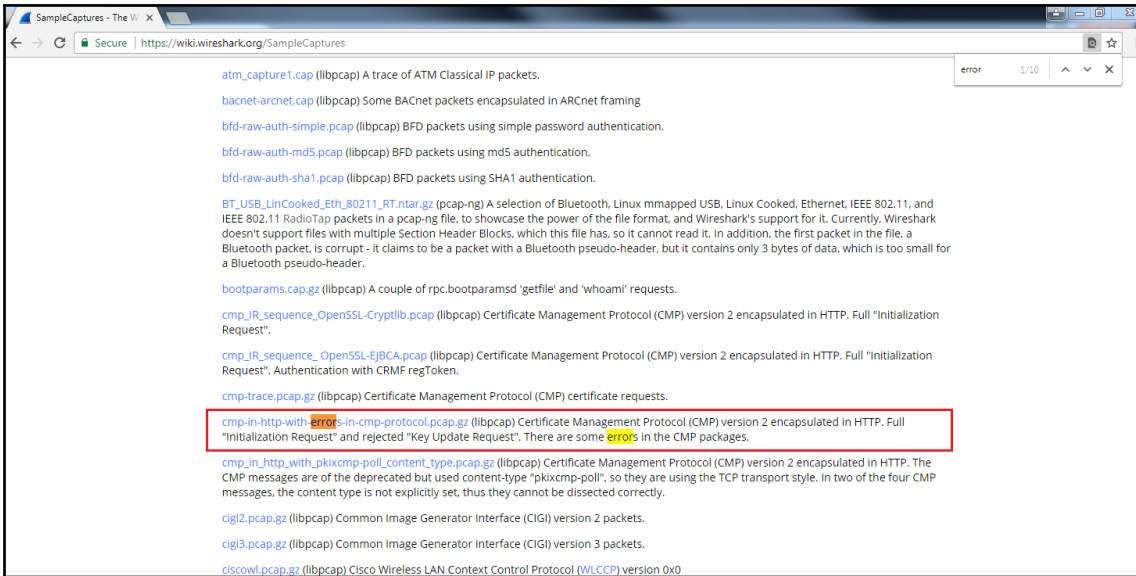 SampleCaptures - The W
Secure | https://wiki.wireshark.org/SampleCaptures
error 1/10
atm_capture1.cap (libpcap) A trace of ATM Classical IP packets.
bacnet-arcnet.cap (libpcap) Some BACnet packets encapsulated in ARCnet framing
bfd-raw-auth-simple.pcap (libpcap) BFD packets using simple password authentication.
bfd-raw-auth-md5.pcap (libpcap) BFD packets using md5 authentication.
bfd-raw-auth-sha1.pcap (libpcap) BFD packets using SHA1 authentication.
BT_USB_LinCooked_Eth_80211_RT.ntar.gz (pcap-ng) A selection of Bluetooth, Linux mmapped USB, Linux Cooked, Ethernet, IEEE 802.11, and
IEEE 802.11 RadioTap packets in a pcap-ng file, to showcase the power of the file format, and Wireshark's support for it. Currently, Wireshark
doesn't support files with multiple Section Header Blocks, which this file has, so it cannot read it. In addition, the first packet in the file, a
Bluetooth packet, is corrupt - it claims to be a packet with a Bluetooth pseudo-header, but it contains only 3 bytes of data, which is too small for
a Bluetooth pseudo-header.
bootparams.cap.gz (libpcap) A couple of rpc.bootparamsd 'getfile' and 'whoami' requests.
cmp_IR_sequence_OpenSSL-Cryptlib.pcap (libpcap) Certificate Management Protocol (CMP) version 2 encapsulated in HTTP. Full "Initialization
Request".
cmp_IR_sequence_ OpenSSL-EJBCA.pcap (libpcap) Certificate Management Protocol (CMP) version 2 encapsulated in HTTP. Full "Initialization
Request". Authentication with CRMF regToken.
cmp-trace.pcap.gz (libpcap) Certificate Management Protocol (CMP) certificate requests.
cmp-in-http-with-errors-in-cmp-protocol.pcap.gz (libpcap) Certificate Management Protocol (CMP) version 2 encapsulated in HTTP. Full
"Initialization Request" and rejected "Key Update Request". There are some errors in the CMP packages.
cmp_in_http_with_pkixcmp-poll_content_type.pcap.gz (libpcap) Certificate Management Protocol (CMP) version 2 encapsulated in HTTP. The
CMP messages are of the deprecated but used content-type "pkixcmp-poll", so they are using the TCP transport style. In two of the four CMP
messages, the content type is not explicitly set, thus they cannot be dissected correctly.
cigi2.pcap.gz (libpcap) Common Image Generator Interface (CIGI) version 2 packets.
cigi3.pcap.gz (libpcap) Common Image Generator Interface (CIGI) version 3 packets.
ciscowl.pcap.gz (libpcap) Cisco Wireless LAN Context Control Protocol (WLCCP) version 0x0